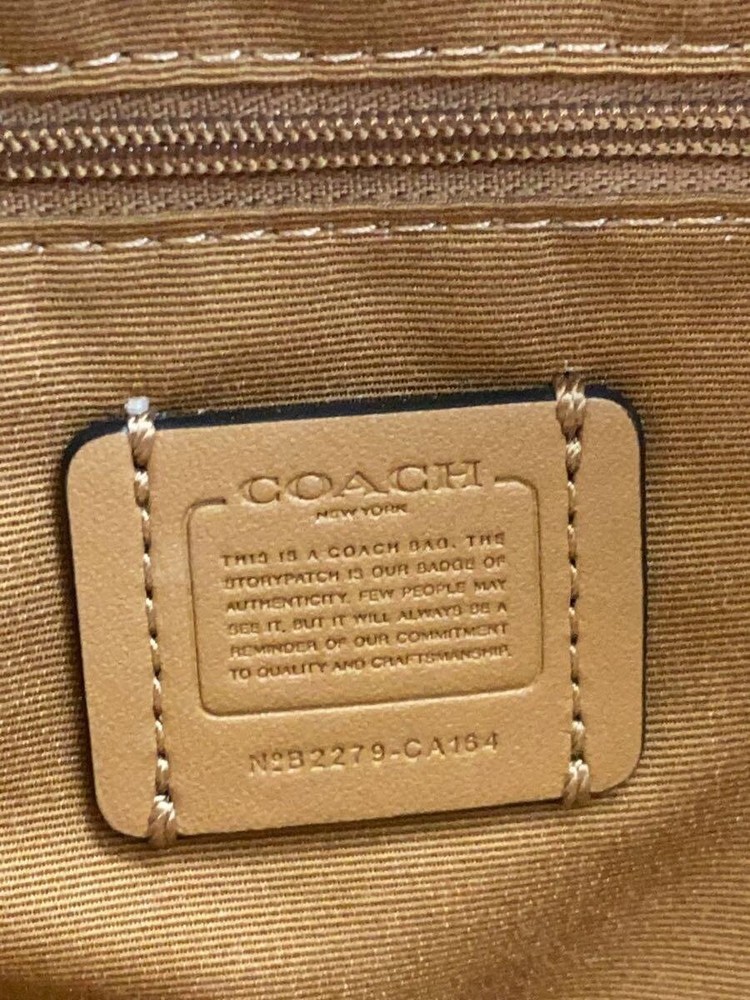 COACH
NEW YORK
THIS IS A COACH BAG. THE
STORYPATCH IS OUR BADGE OF
AUTHENTICITY. FEW PEOPLE MAY
SEE IT, BUT IT WILL ALWAYS BE A
REMINDER OF OUR COMMITMENT
TO QUALITY AND CRAFTSMANSHIP.
NºB2279-CA164